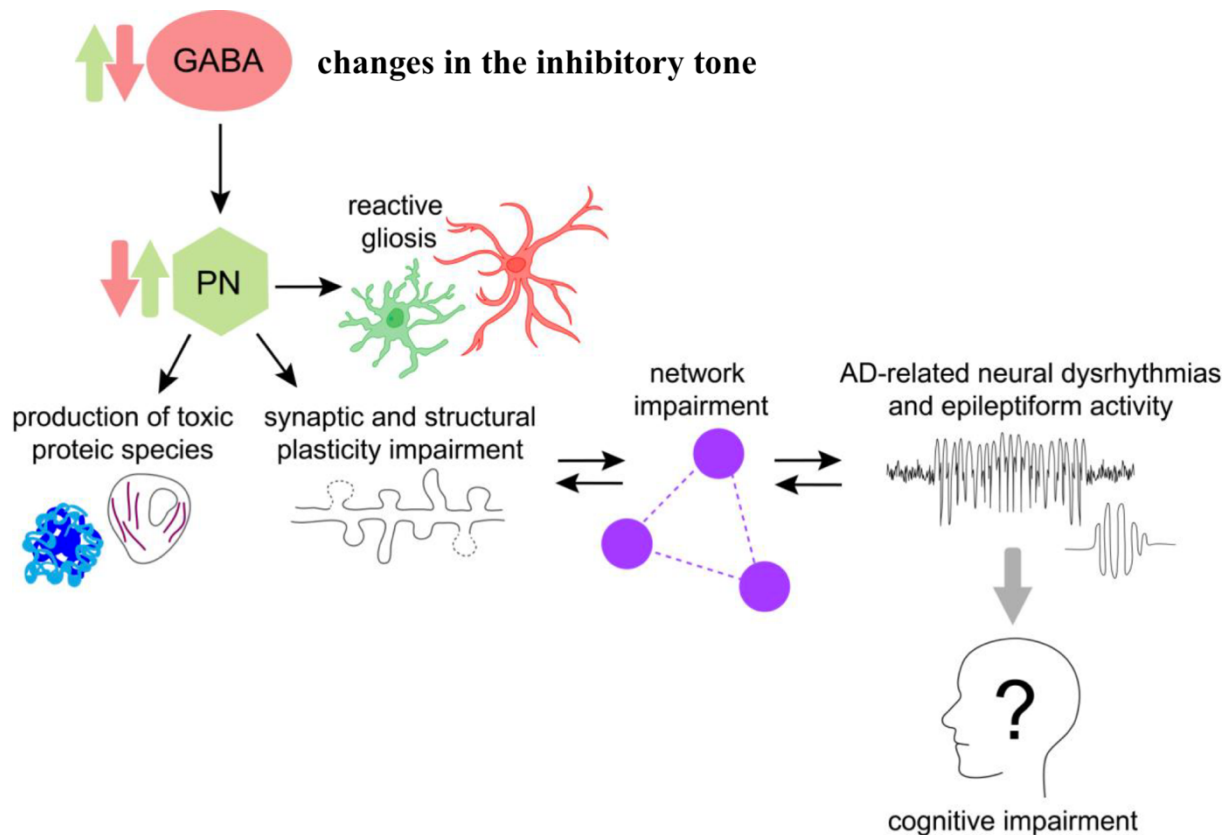 GABA
changes in the inhibitory tone
reactive
gliosis
PN
production of toxic
proteic species
synaptic and structural
plasticity impairment
network
impairment
AD-related neural dysrhythmias
and epileptiform activity
?
cognitive impairment